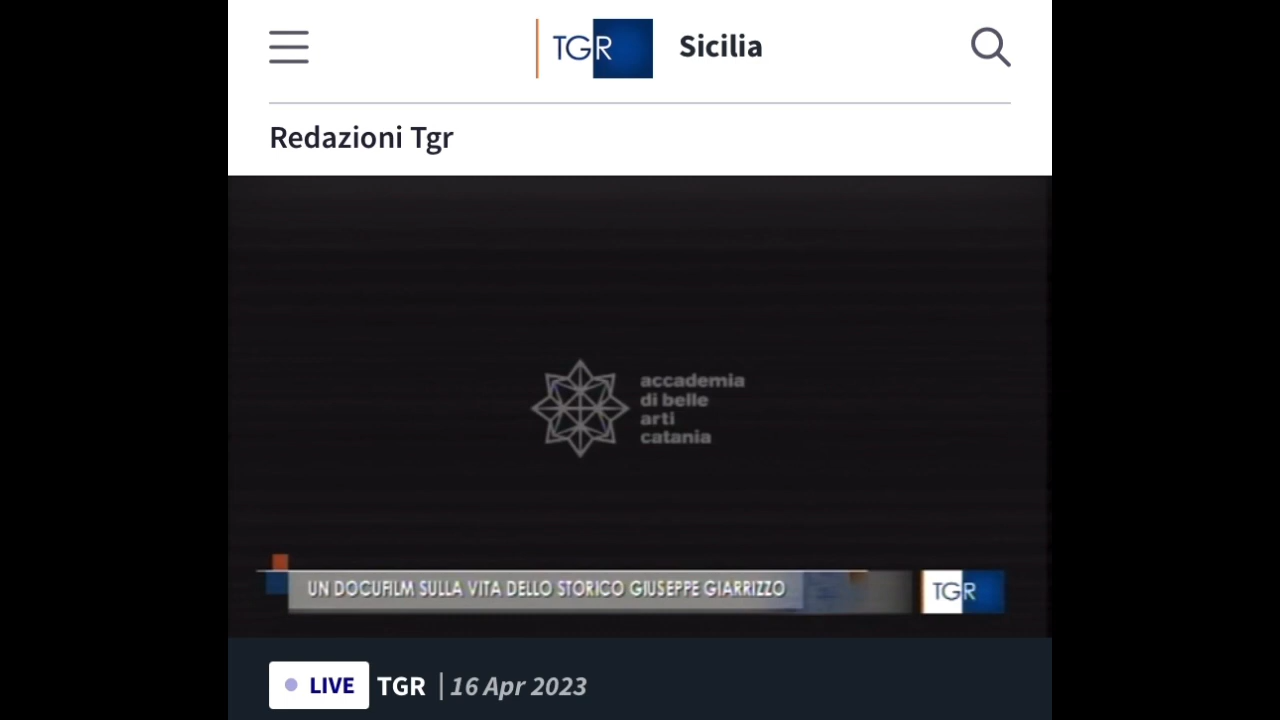 TGR Sicilia
Redazioni Tgr
accademia
di belle
arti
catania
UN DOCUFILM SULLA VITA DELLO STORICO GIUSEPPE GIARRIZZO
TGR
LIVE TGR | 16 Apr 2023